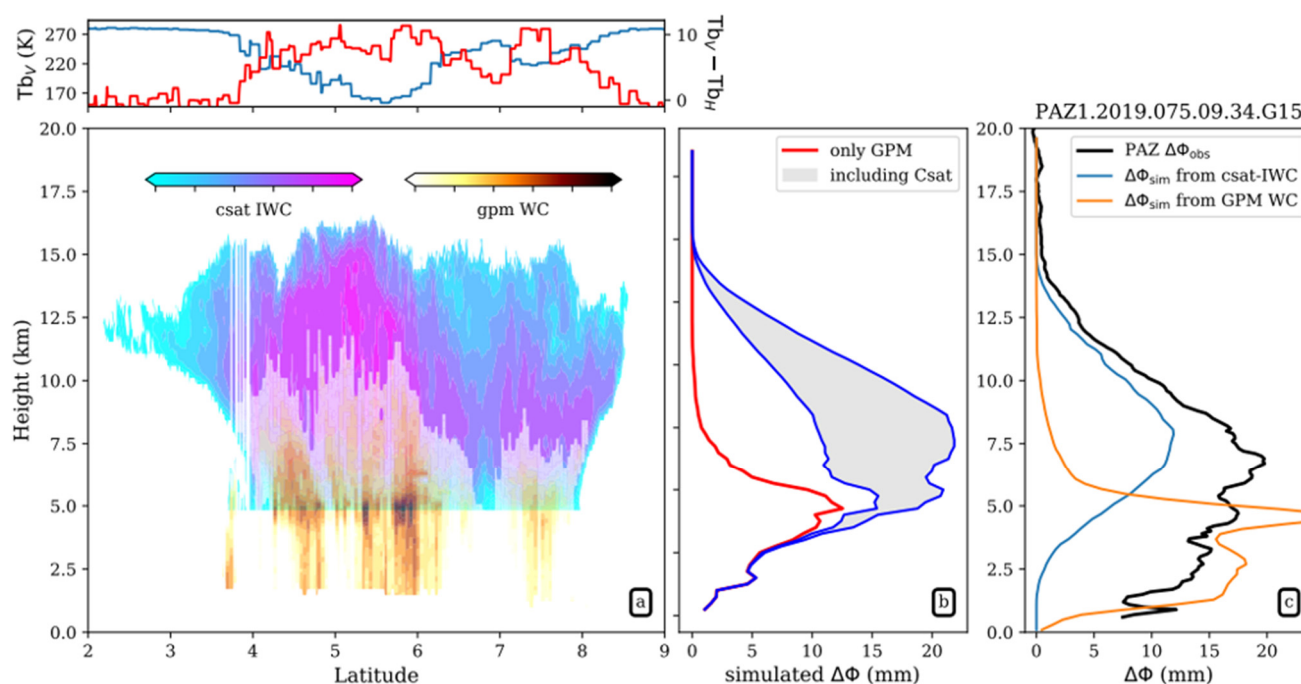 Tb_V (K)
270
220
170
10
0
Tb_V − Tb_H
20.0
17.5
15.0
12.5
10.0
7.5
5.0
2.5
0.0
Height (km)
csat IWC
gpm WC
a
2 3 4 5 6 7 8 9
Latitude
only GPM
including Csat
b
0 5 10 15 20
simulated ΔΦ (mm)
PAZ1.2019.075.09.34.G15
20.0
17.5
15.0
12.5
10.0
7.5
5.0
2.5
0.0
PAZ ΔΦ_obs
ΔΦ_sim from csat-IWC
ΔΦ_sim from GPM WC
c
0 5 10 15 20
ΔΦ (mm)